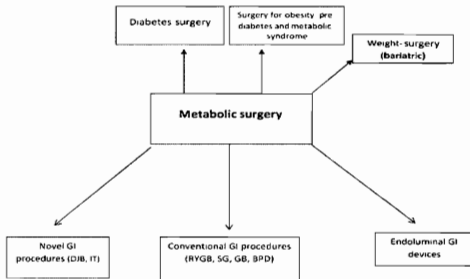 Diabetes surgery
Surgery for obesity pre
diabetes and metabolic
syndrome
Weight- surgery
(bariatric)
Metabolic surgery
Novel GI
procedures (DJB, IT)
Conventional GI procedures
(RYGB, SG, GB, BPD)
Endoluminal GI
devices